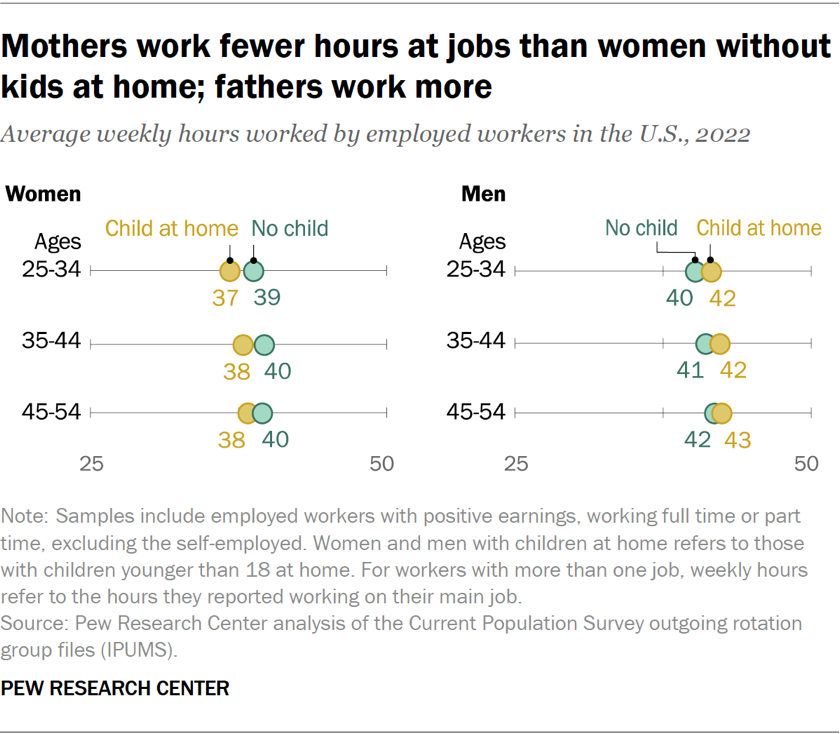 Mothers work fewer hours at jobs than women without
kids at home; fathers work more
Average weekly hours worked by employed workers in the U.S., 2022
Women
Child at home No child
Ages
25-34
37 39
35-44
38 40
45-54
38 40
25 50
Men
No child Child at home
Ages
25-34
40 42
35-44
41 42
45-54
42 43
25 50
Note: Samples include employed workers with positive earnings, working full time or part
time, excluding the self-employed. Women and men with children at home refers to those
with children younger than 18 at home. For workers with more than one job, weekly hours
refer to the hours they reported working on their main job.
Source: Pew Research Center analysis of the Current Population Survey outgoing rotation
group files (IPUMS).
PEW RESEARCH CENTER